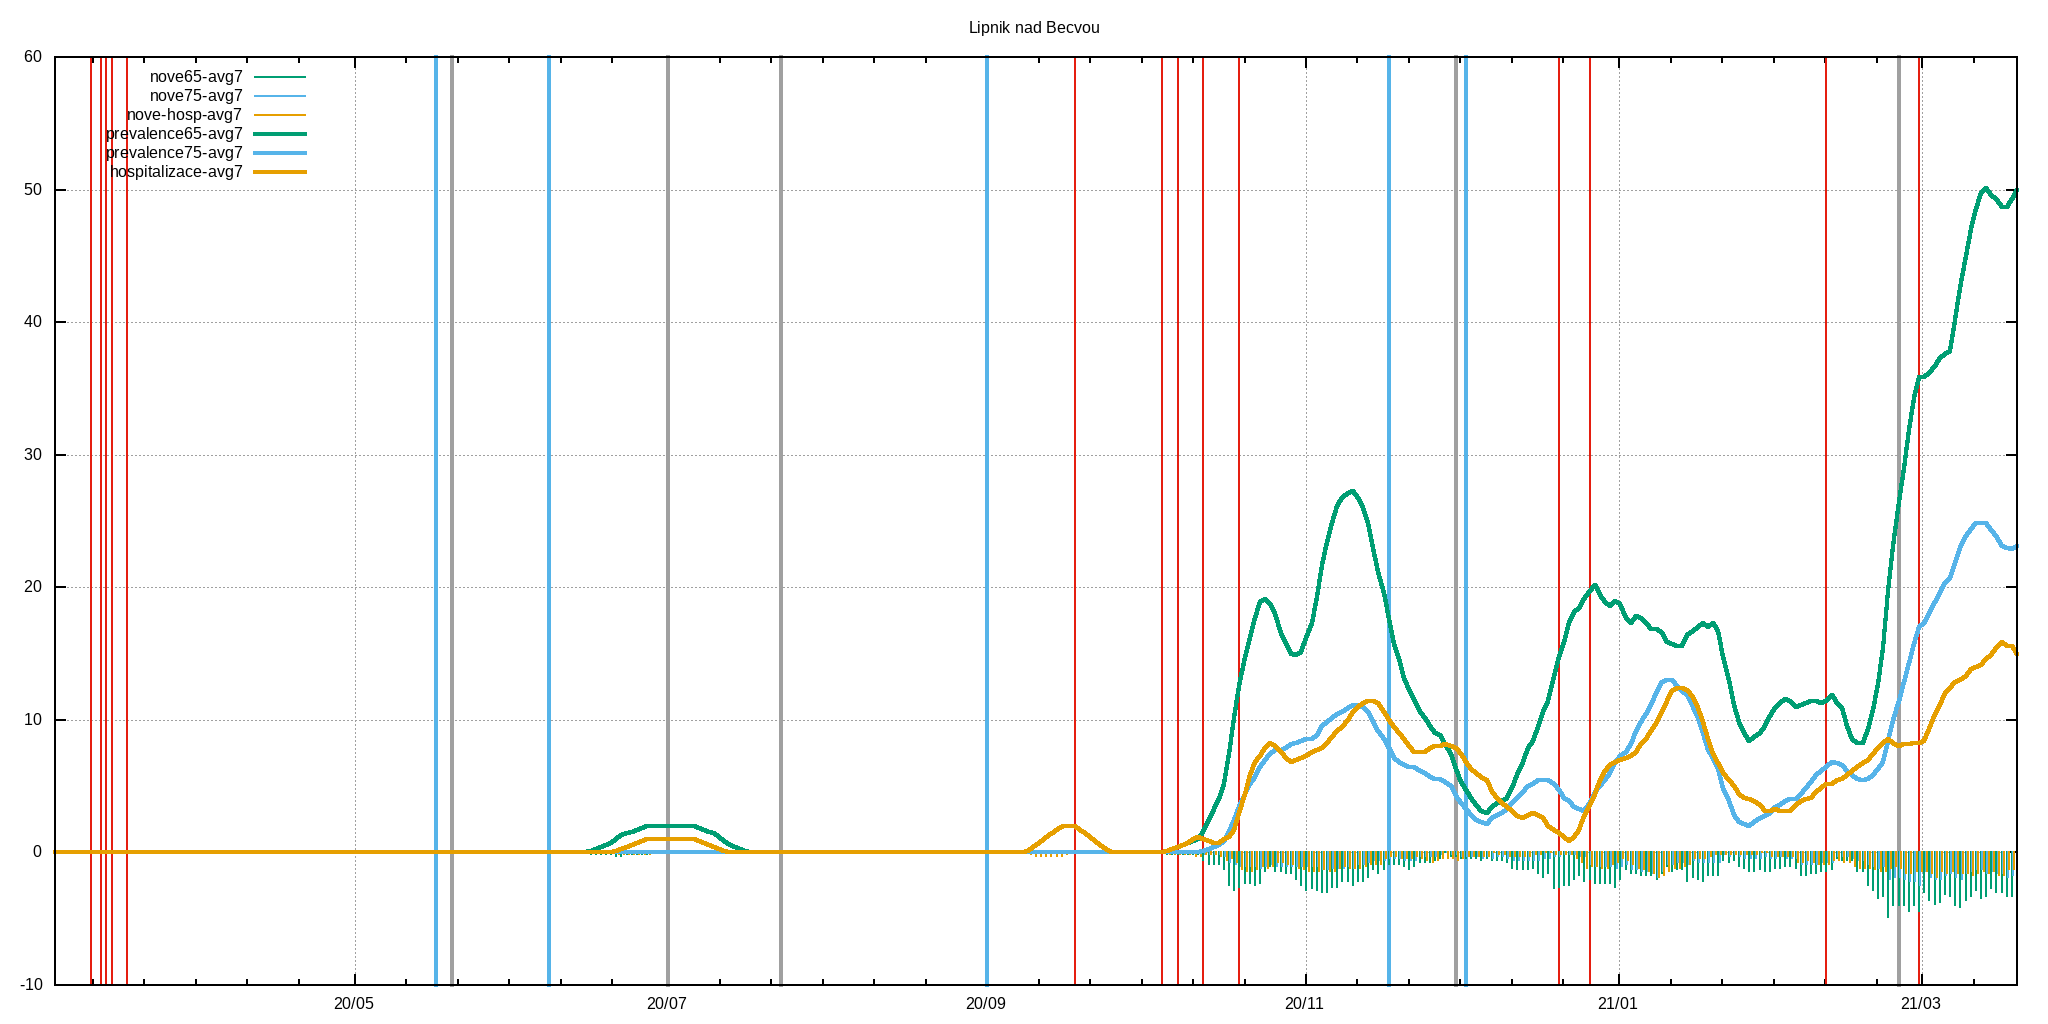 Lipnik nad Becvou
60
50
40
30
20
10
0
-10
nove65-avg7
nove75-avg7
nove-hosp-avg7
prevalence65-avg7
prevalence75-avg7
hospitalizace-avg7
20/05 20/07 20/09 20/11 21/01 21/03